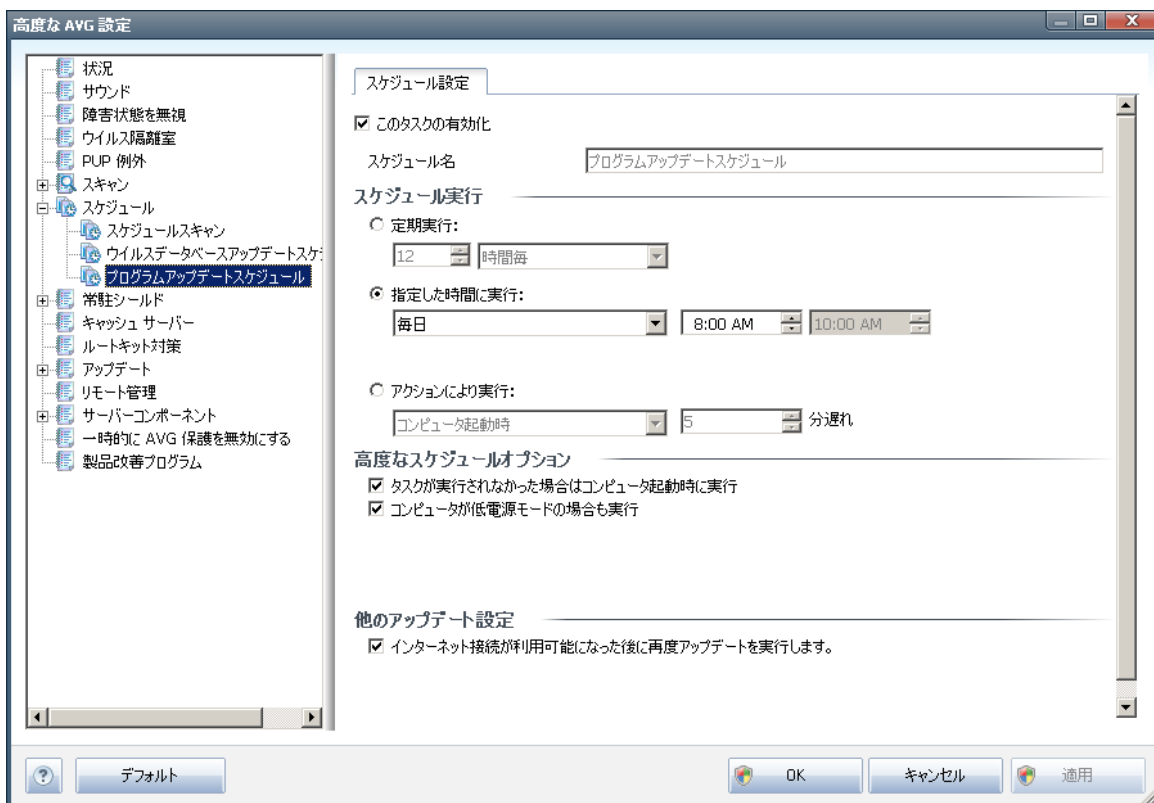 高度な AVG 設定
状況
サウンド
障害状態を無視
ウイルス隔離室
PUP 例外
スキャン
スケジュール
スケジュールスキャン
ウイルスデータベースアップデートスケ
プログラムアップデートスケジュール
常駐シールド
キャッシュ サーバー
ルートキット対策
アップデート
リモート管理
サーバーコンポーネント
一時的に AVG 保護を無効にする
製品改善プログラム
スケジュール設定
このタスクの有効化
スケジュール名 プログラムアップデートスケジュール
スケジュール実行
定期実行:
12 時間毎
指定した時間に実行:
毎日 8:00 AM 10:00 AM
アクションにより実行:
コンピュータ起動時 5 分遅れ
高度なスケジュールオプション
タスクが実行されなかった場合はコンピュータ起動時に実行
コンピュータが低電源モードの場合も実行
他のアップデート設定
インターネット接続が利用可能になった後に再度アップデートを実行します。
? デフォルト OK キャンセル 適用